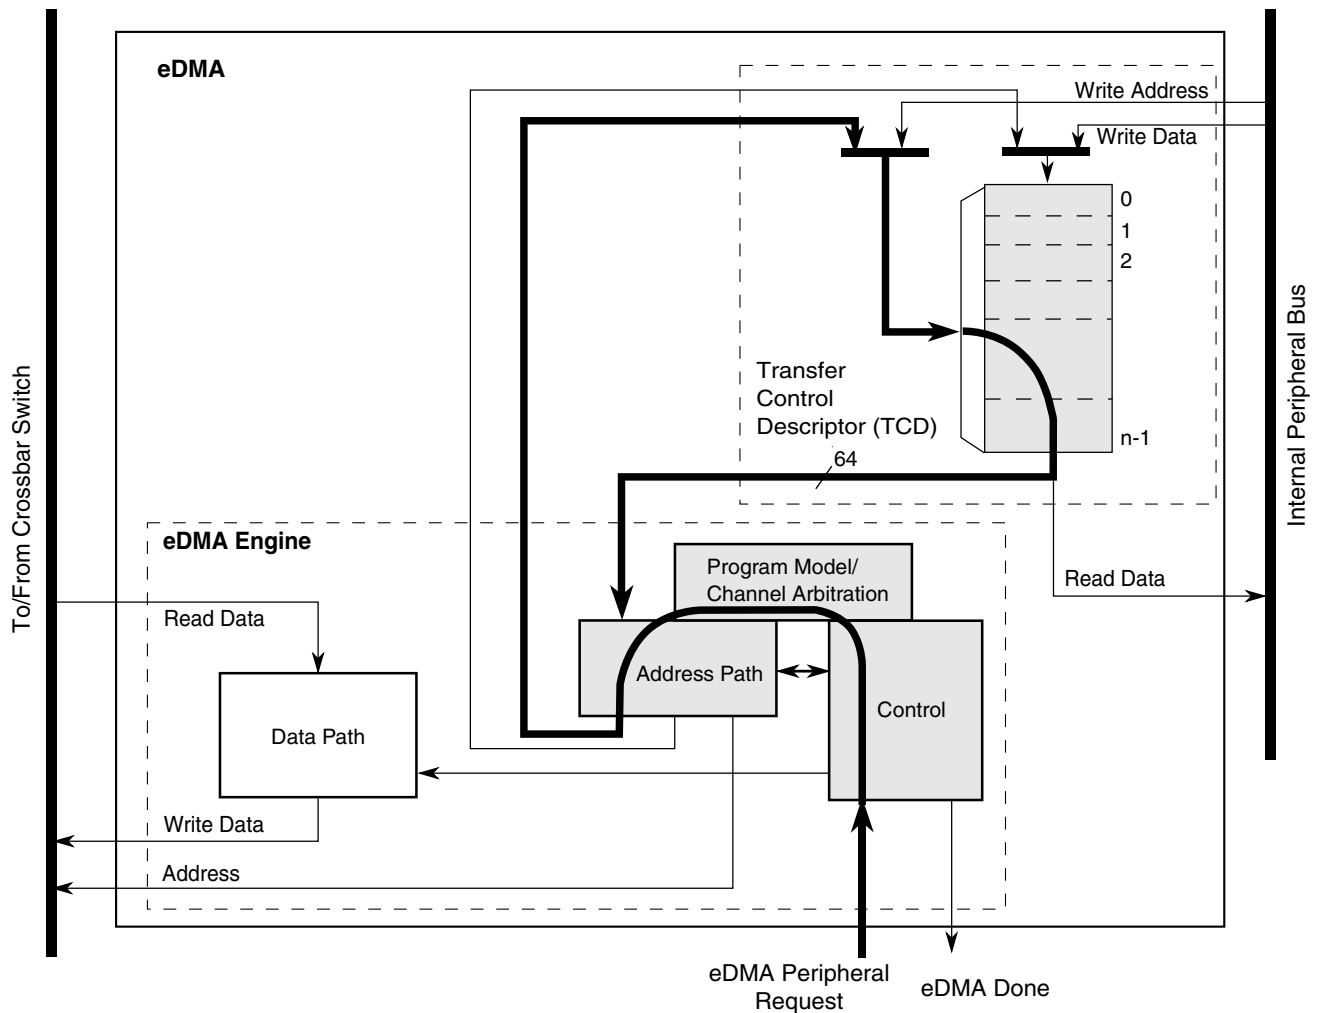 eDMA
Write Address
Write Data
0
1
2
n-1
Transfer
Control
Descriptor (TCD)
64
To/From Crossbar Switch
Internal Peripheral Bus
eDMA Engine
Program Model/
Channel Arbitration
Read Data
Read Data
Address Path
Control
Data Path
Write Data
Address
eDMA Peripheral
Request
eDMA Done